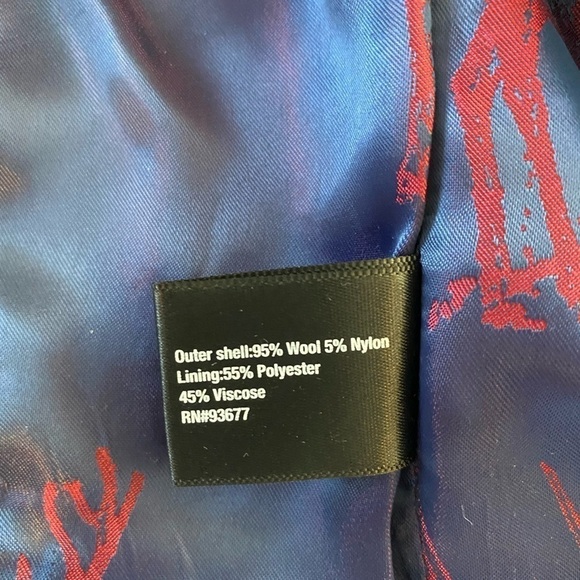 Outer shell:95% Wool 5% Nylon
Lining:55% Polyester
45% Viscose
RN#93677